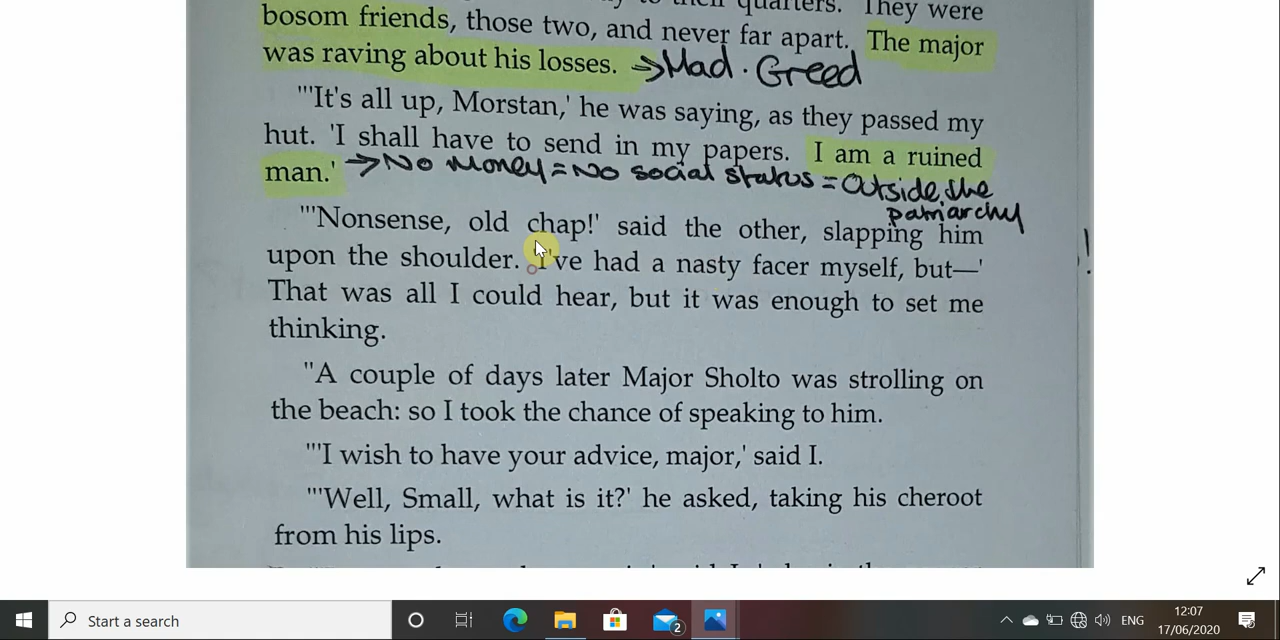 to their quarters. They were
bosom friends, those two, and never far apart. The major
was raving about his losses. → Mad. Greed
"'It's all up, Morstan,' he was saying, as they passed my
hut. 'I shall have to send in my papers. I am a ruined
man.' → No Money = No social status = Outside the
patriarchy
"'Nonsense, old chap!' said the other, slapping him
upon the shoulder. 'I've had a nasty facer myself, but—'
That was all I could hear, but it was enough to set me
thinking.
"A couple of days later Major Sholto was strolling on
the beach: so I took the chance of speaking to him.
"'I wish to have your advice, major,' said I.
"'Well, Small, what is it?' he asked, taking his cheroot
from his lips.
Start a search
2
ENG
12:07
17/06/2020